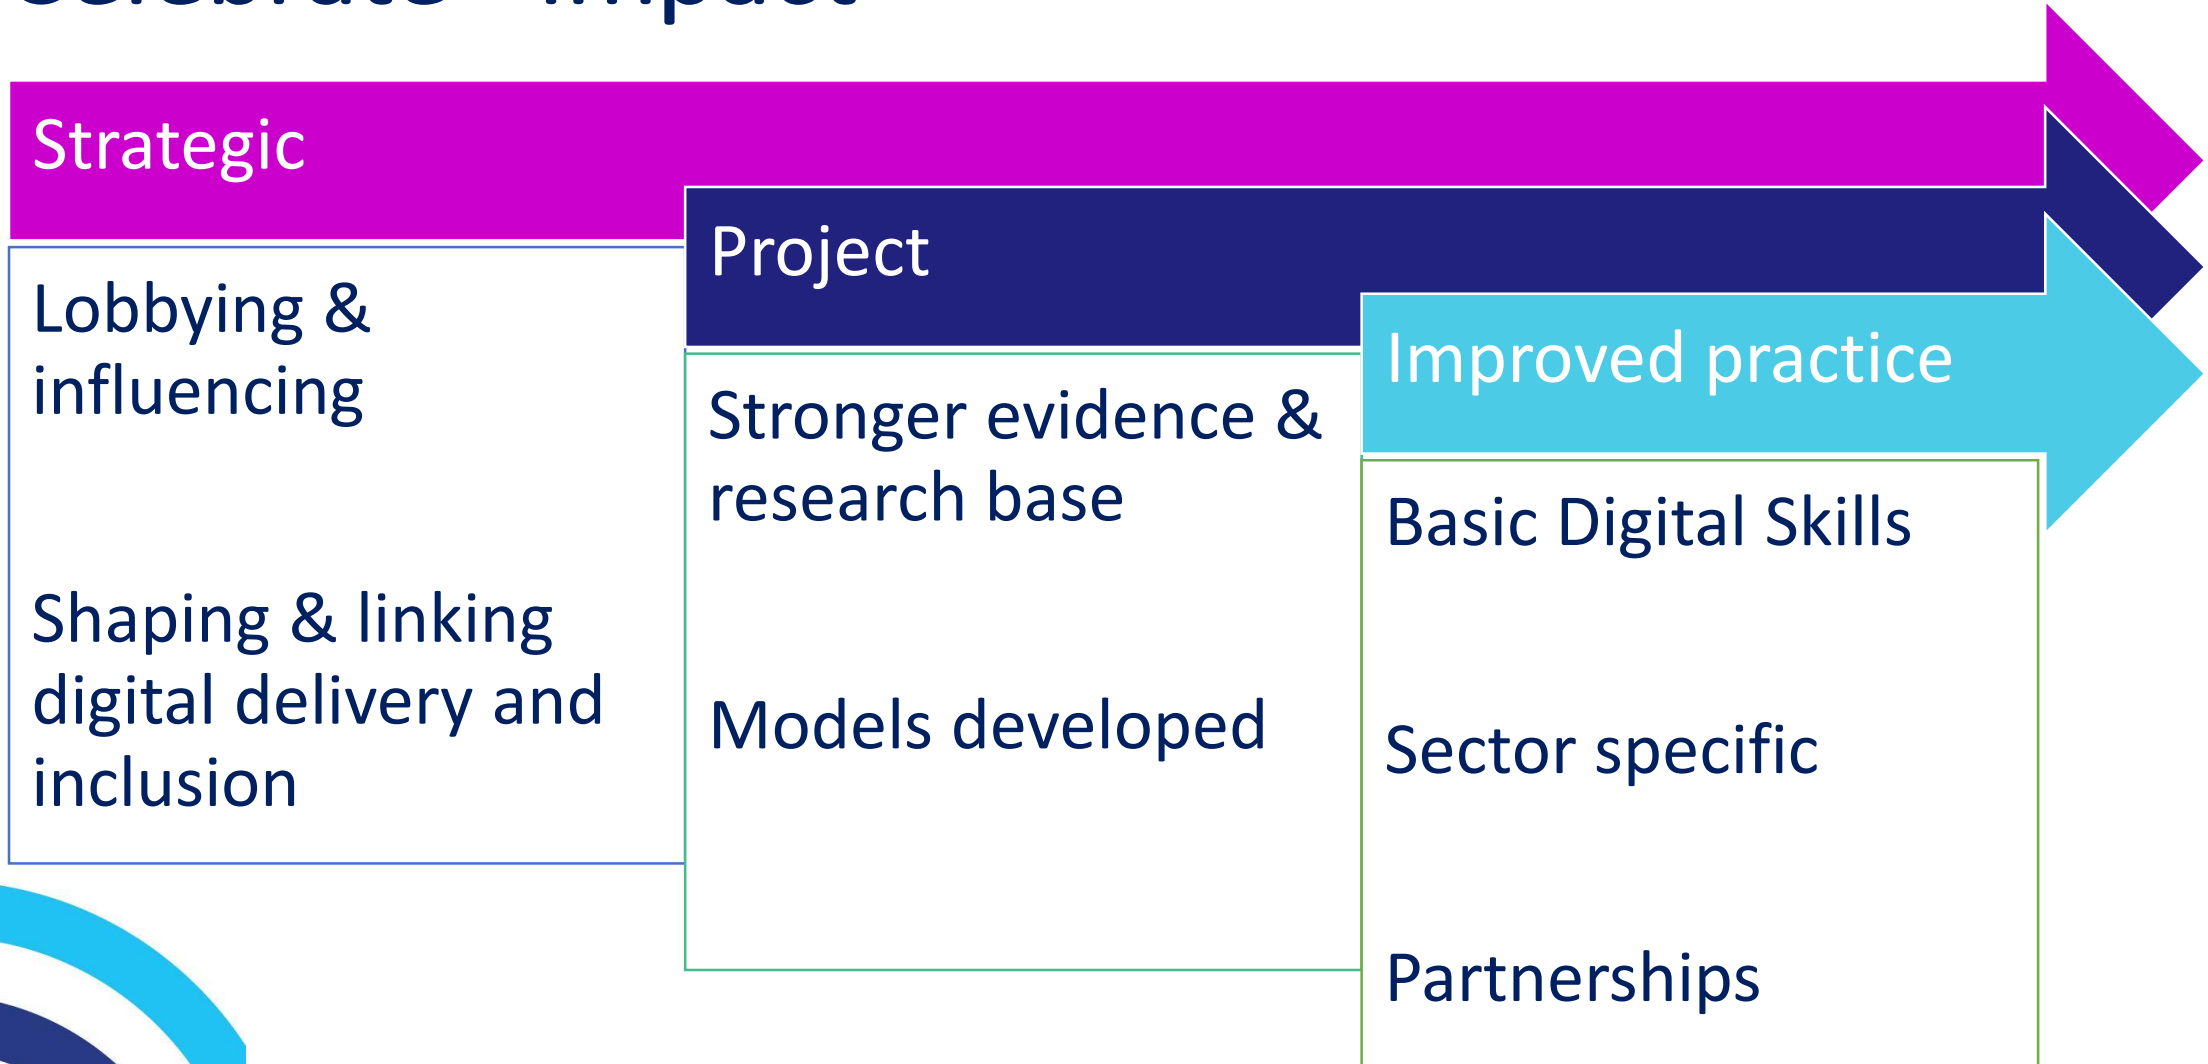 Strategic
Lobbying &
influencing
Shaping & linking
digital delivery and
inclusion
Project
Stronger evidence &
research base
Models developed
Improved practice
Basic Digital Skills
Sector specific
Partnerships